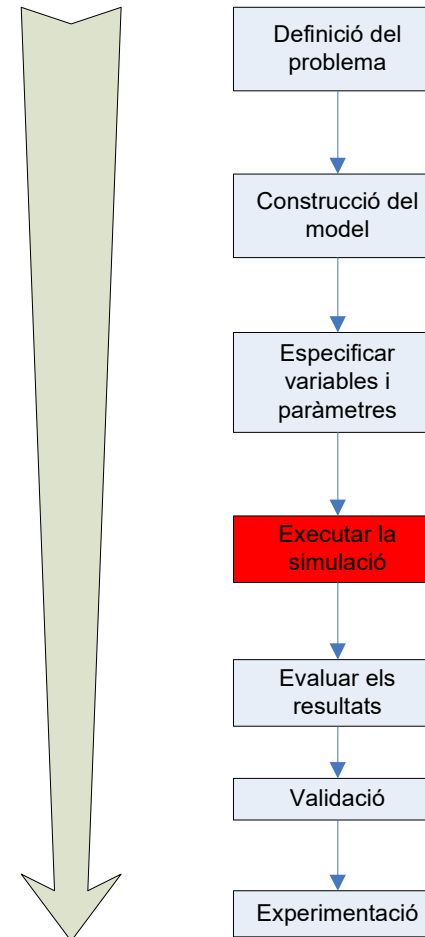 Definició del
problema
Construcció del
model
Especificar
variables i
paràmetres
Executar la
simulació
Evaluar els
resultats
Validació
Experimentació